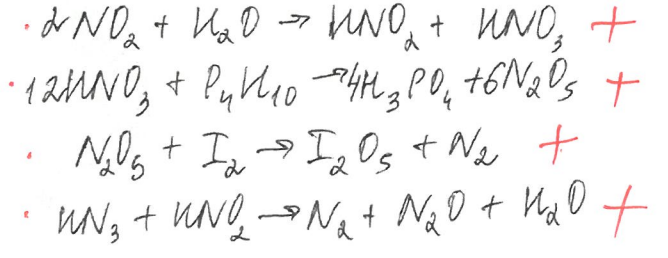 · 2NO₂ + H₂O → HNO₂ + HNO₃ +
· 12HNO₃ + P₄H₁₀ → 4H₃PO₄ + 6N₂O₅ +
· N₂O₅ + I₂ → I₂O₅ + N₂ +
· HN₃ + HNO₂ → N₂ + N₂O + H₂O +